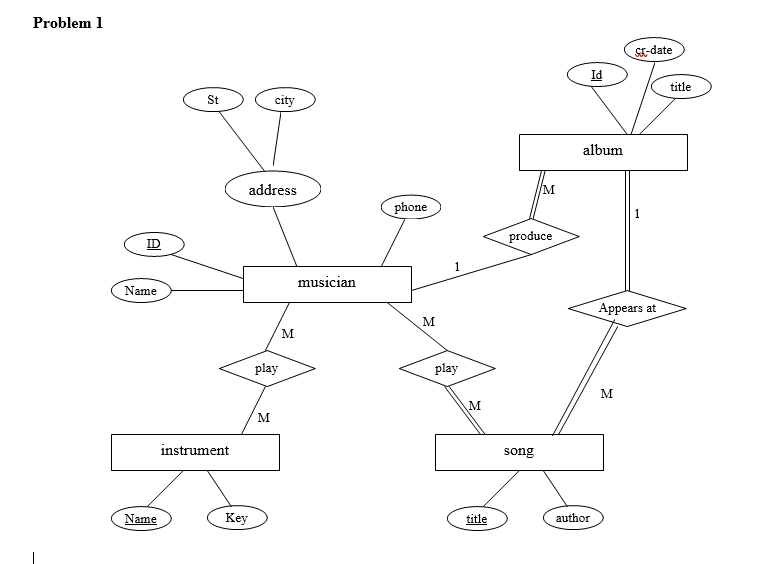 Problem 1
cr-date
Id
title
St
city
album
address
M
phone
1
produce
ID
1
musician
Name
Appears at
M
M
play
play
M
M
M
instrument
song
Name
Key
title
author